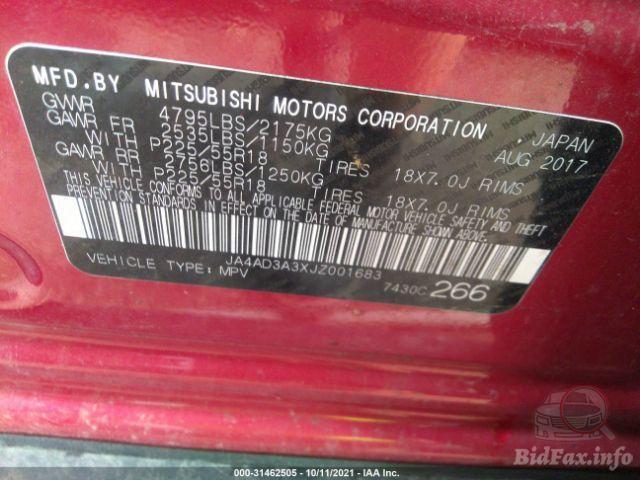 MFD.BY MITSUBISHI MOTORS CORPORATION . JAPAN
GVWR 4795LBS/2175KG AUG 2017
GAWR FR 2535LBS/1150KG
WITH P225/55R18 TIRES 18X7.0J RIMS
GAWR RR 2756LBS/1250KG
WITH P225/55R18 TIRES 18X7.0J RIMS
THIS VEHICLE CONFORMS TO ALL APPLICABLE FEDERAL MOTOR VEHICLE SAFETY AND THEFT
PREVENTION STANDARDS IN EFFECT ON THE DATE OF MANUFACTURE SHOWN ABOVE.
JA4AD3A3XJZ001683
VEHICLE TYPE: MPV 7430C 266
BidFax.info
000-31462505 - 10/11/2021 - IAA Inc.